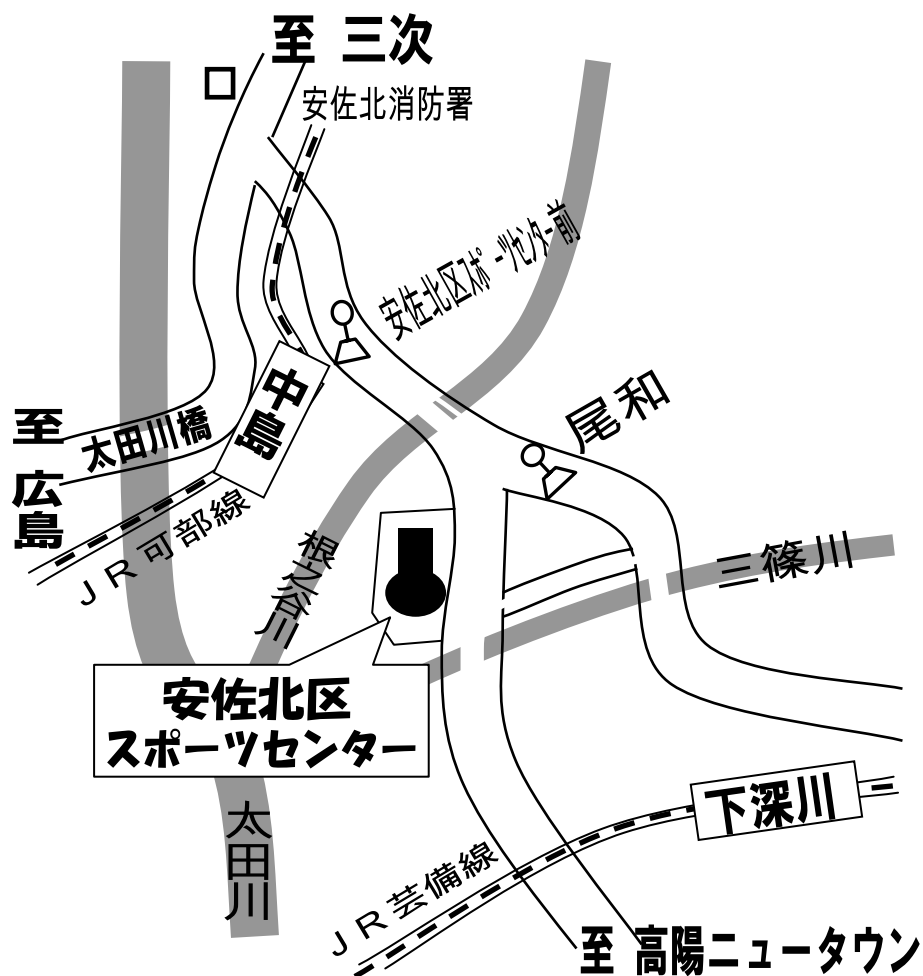 至 三次
安佐北消防署
安佐北区スポーツセンター前
尾和
中島
太田川橋
至 広島
JR可部線
根之谷川
三篠川
安佐北区
スポーツセンター
下深川
太田川
JR芸備線
至 高陽ニュータウン